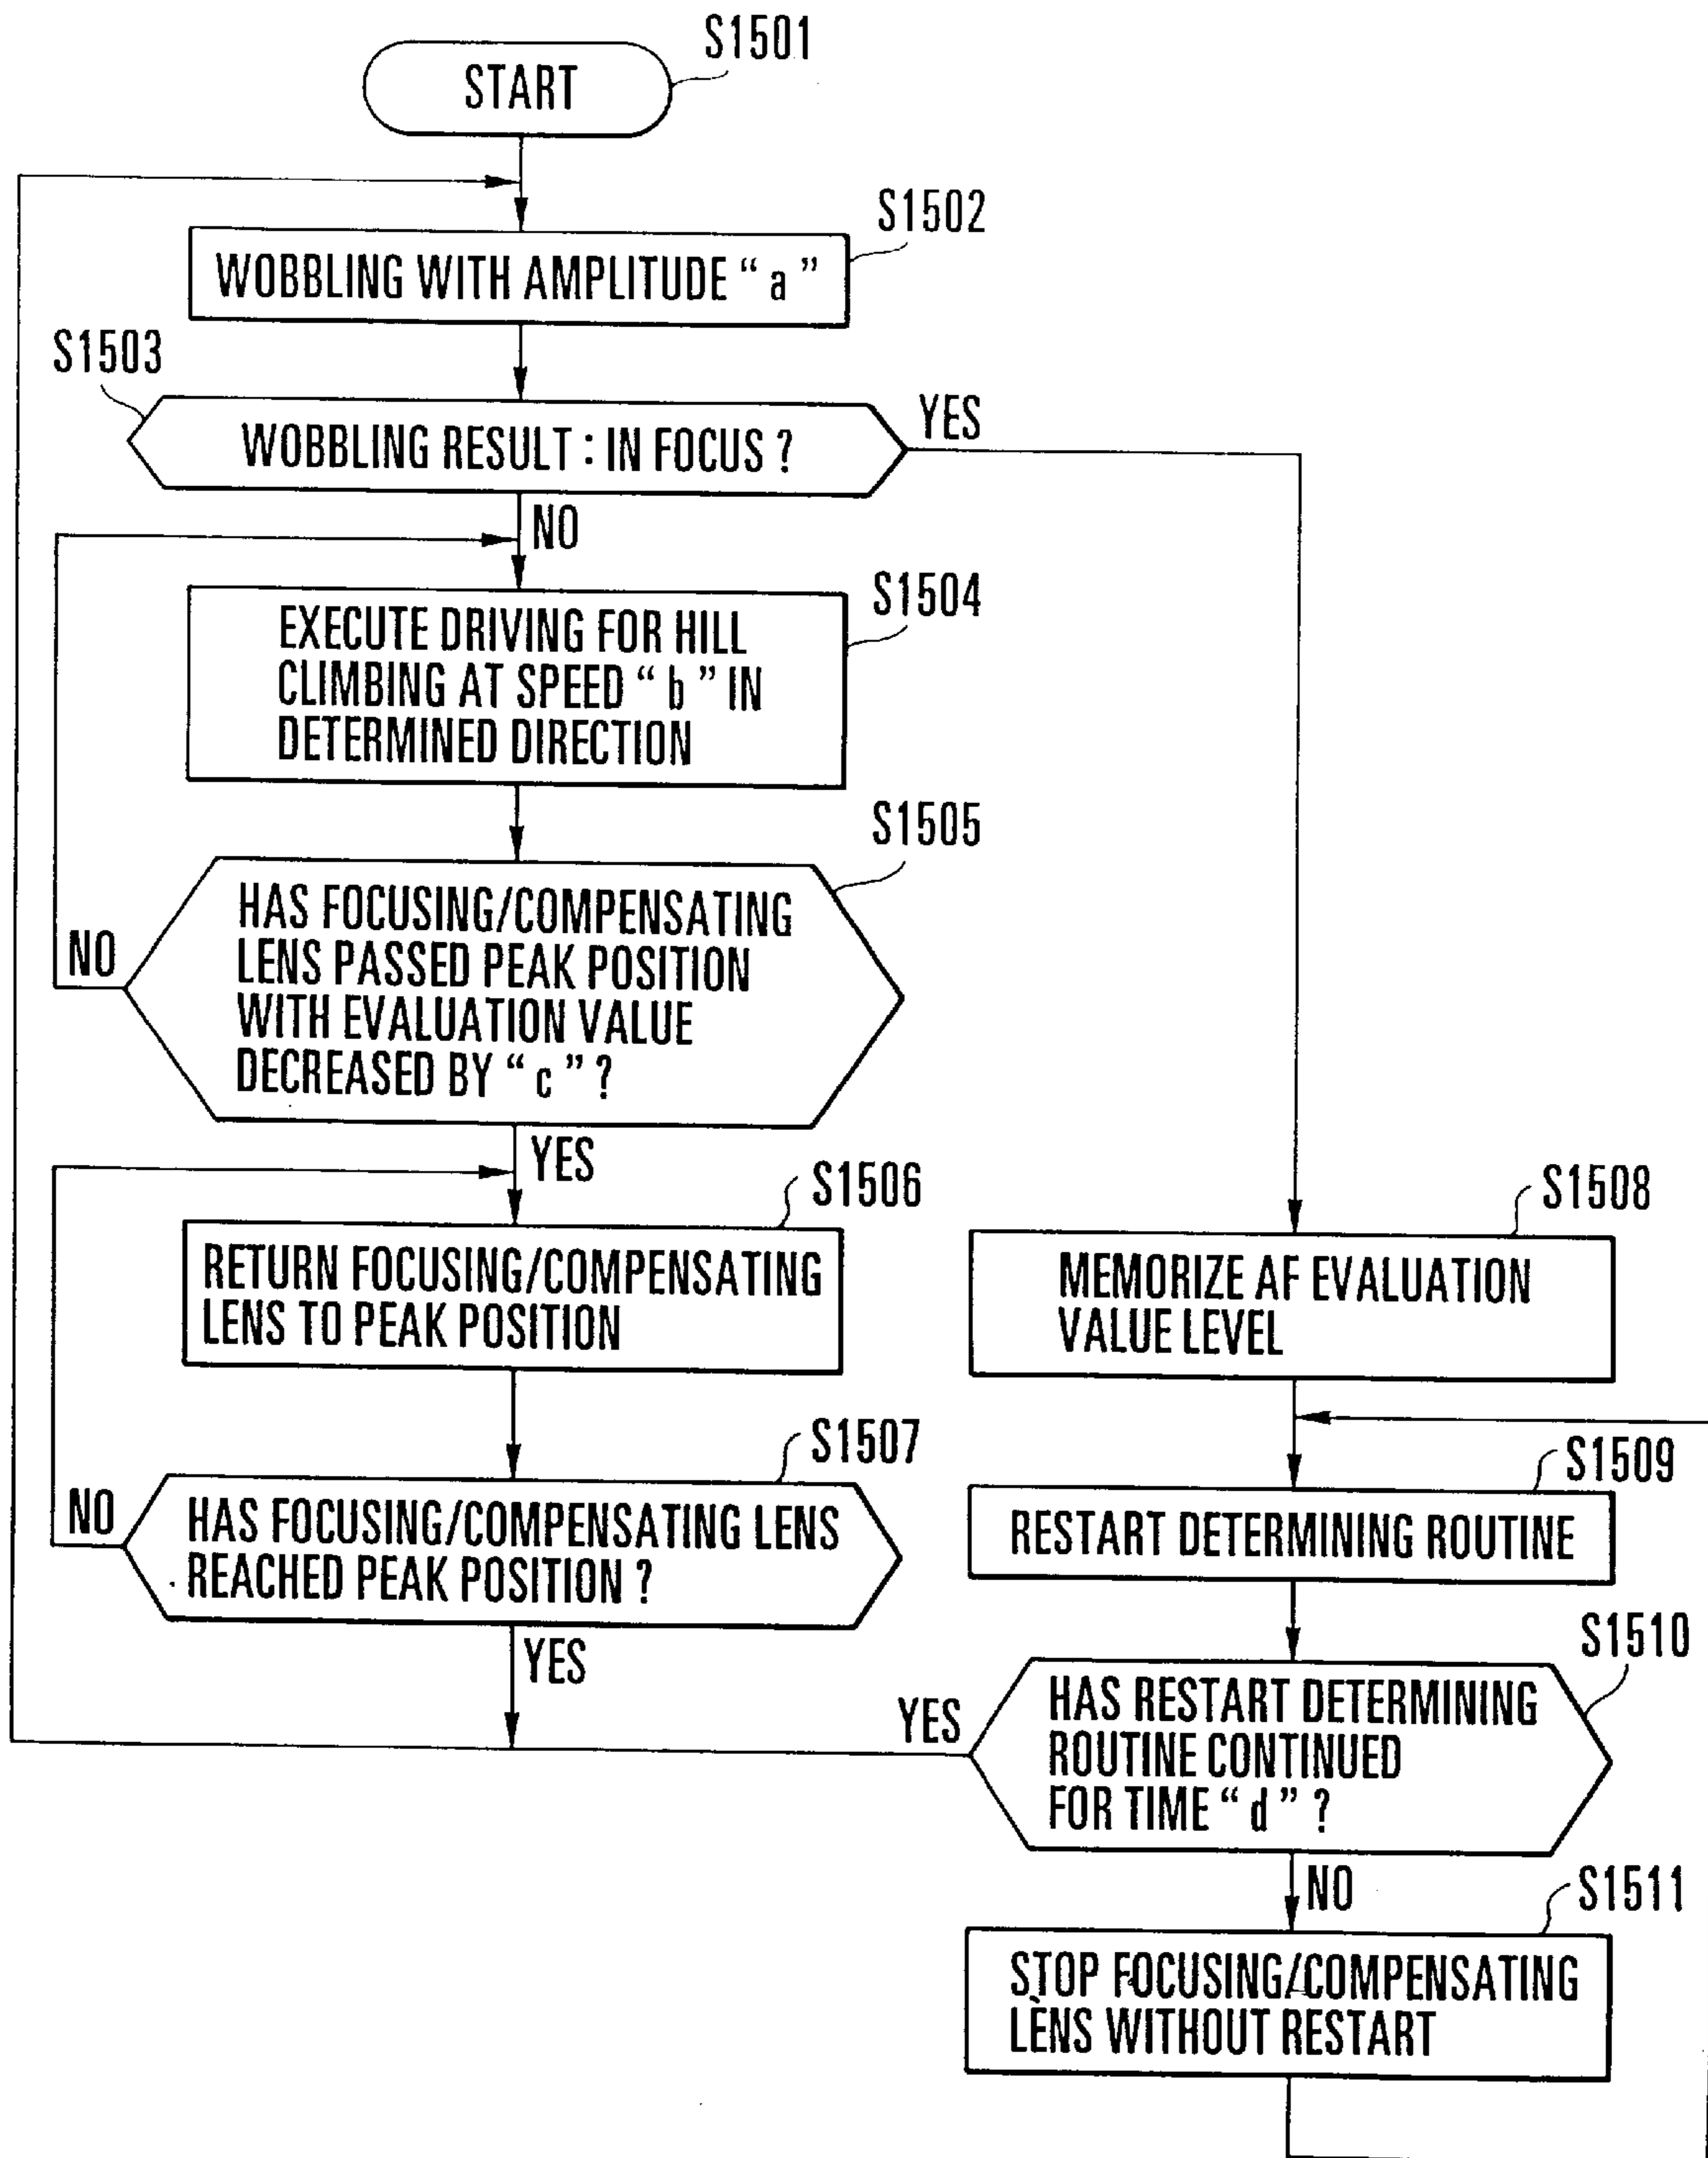 S1501
START
S1502
WOBBLING WITH AMPLITUDE “ a ”
S1503
WOBBLING RESULT : IN FOCUS ?
YES
NO
S1504
EXECUTE DRIVING FOR HILL
CLIMBING AT SPEED “ b ” IN
DETERMINED DIRECTION
S1505
HAS FOCUSING/COMPENSATING
LENS PASSED PEAK POSITION
WITH EVALUATION VALUE
DECREASED BY “ c ” ?
NO
YES
S1506
RETURN FOCUSING/COMPENSATING
LENS TO PEAK POSITION
S1507
HAS FOCUSING/COMPENSATING LENS
REACHED PEAK POSITION ?
NO
YES
S1508
MEMORIZE AF EVALUATION
VALUE LEVEL
S1509
RESTART DETERMINING ROUTINE
S1510
HAS RESTART DETERMINING
ROUTINE CONTINUED
FOR TIME “ d ” ?
YES
NO
S1511
STOP FOCUSING/COMPENSATING
LENS WITHOUT RESTART